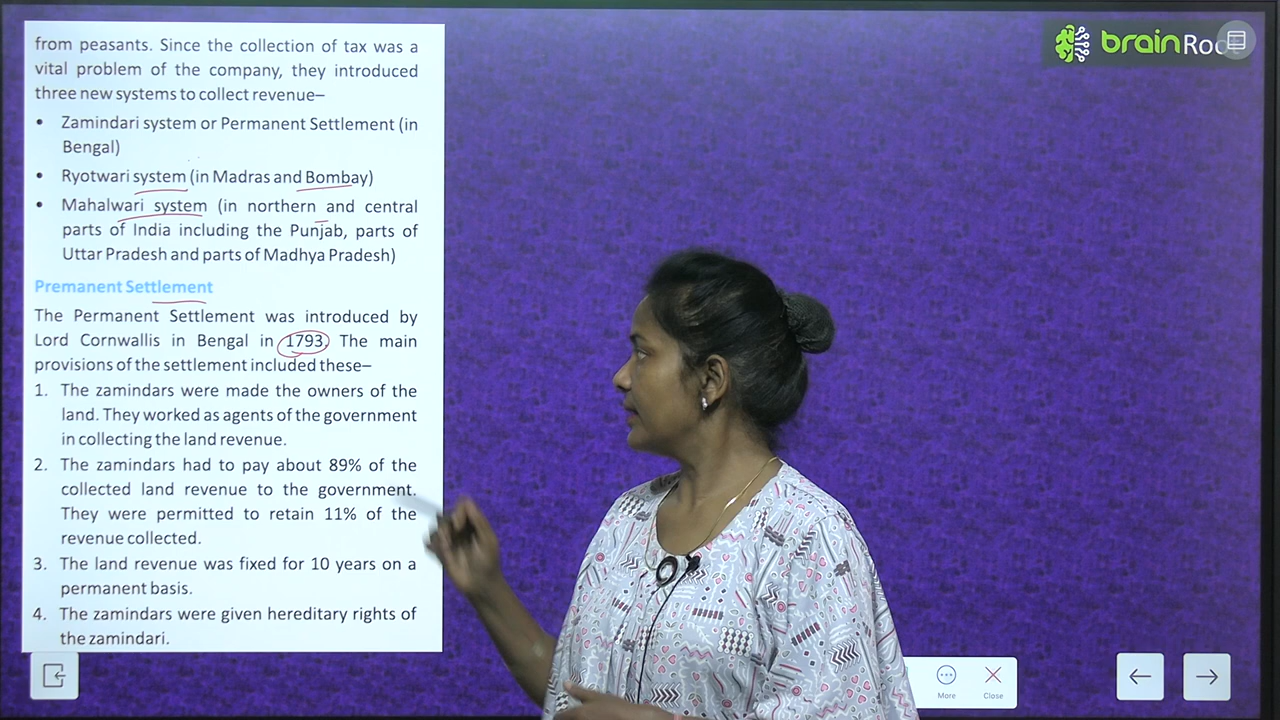 from peasants. Since the collection of tax was a
vital problem of the company, they introduced
three new systems to collect revenue–
• Zamindari system or Permanent Settlement (in
Bengal)
• Ryotwari system (in Madras and Bombay)
• Mahalwari system (in northern and central
parts of India including the Punjab, parts of
Uttar Pradesh and parts of Madhya Pradesh)
Premanent Settlement
The Permanent Settlement was introduced by
Lord Cornwallis in Bengal in 1793. The main
provisions of the settlement included these–
1. The zamindars were made the owners of the
land. They worked as agents of the government
in collecting the land revenue.
2. The zamindars had to pay about 89% of the
collected land revenue to the government.
They were permitted to retain 11% of the
revenue collected.
3. The land revenue was fixed for 10 years on a
permanent basis.
4. The zamindars were given hereditary rights of
the zamindari.
brain
More
Close